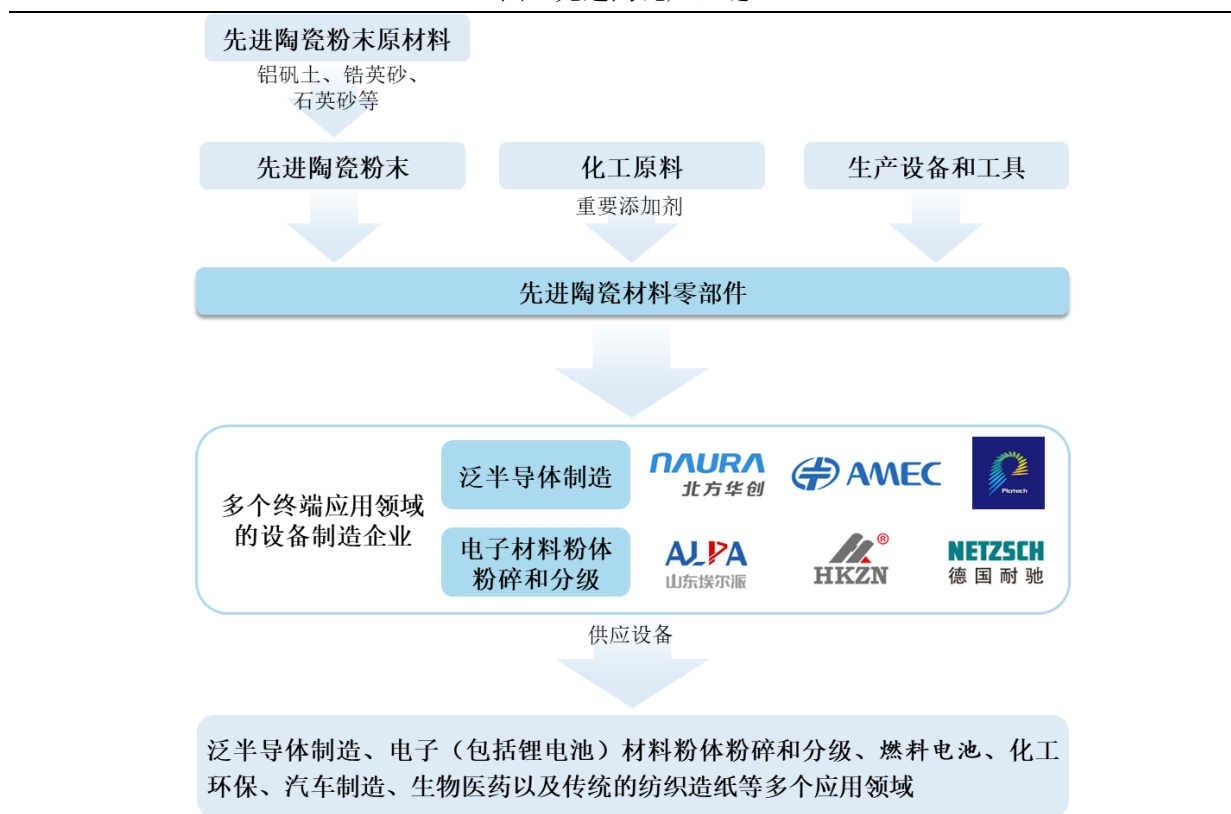 先进陶瓷粉末原材料
铝矾土、锆英砂、
石英砂等
先进陶瓷粉末
化工原料
生产设备和工具
重要添加剂
先进陶瓷材料零部件
多个终端应用领域
的设备制造企业
泛半导体制造
NAURA
北方华创
AMEC
Piotech
电子材料粉体
粉碎和分级
ALPA
山东埃尔派
®
HKZN
NETZSCH
德国耐驰
供应设备
泛半导体制造、电子（包括锂电池）材料粉体粉碎和分级、燃料电池、化工
环保、汽车制造、生物医药以及传统的纺织造纸等多个应用领域